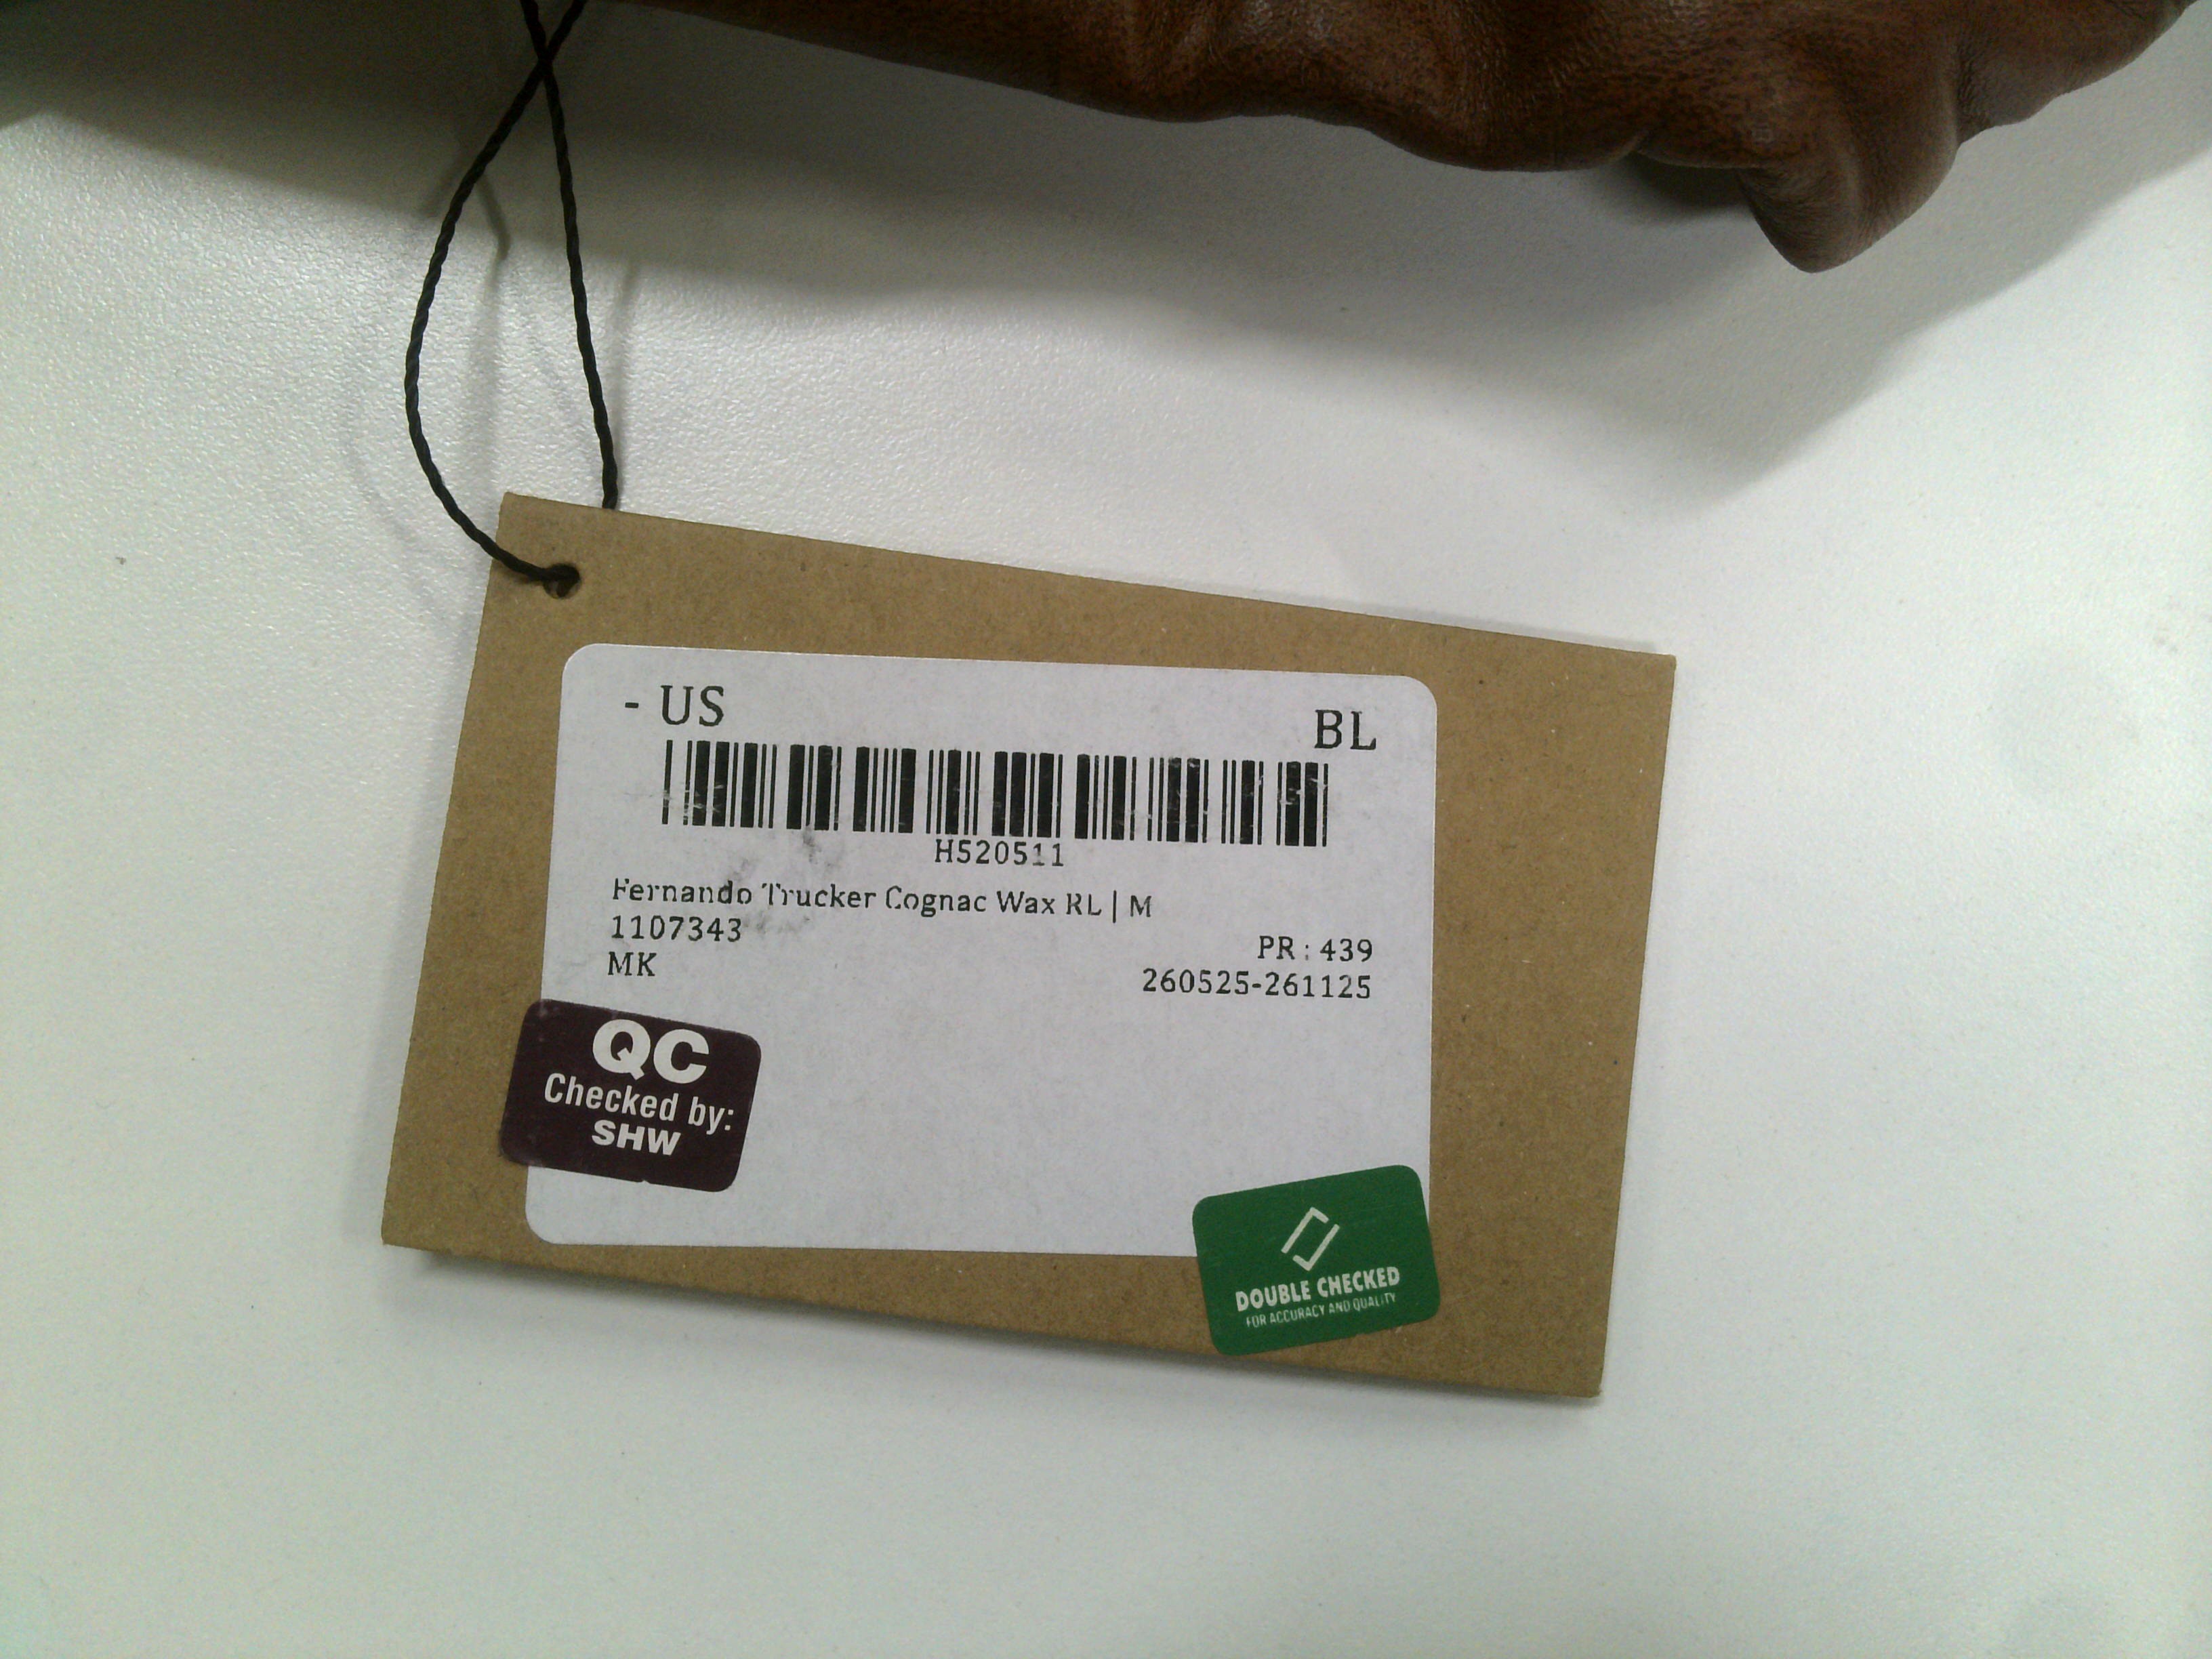 - US
BL
H520511
Fernando Trucker Cognac Wax RL | M
1107343
PR : 439
MK
260525-261125
QC
Checked by:
SHW
DOUBLE CHECKED
FOR ACCURACY AND QUALITY